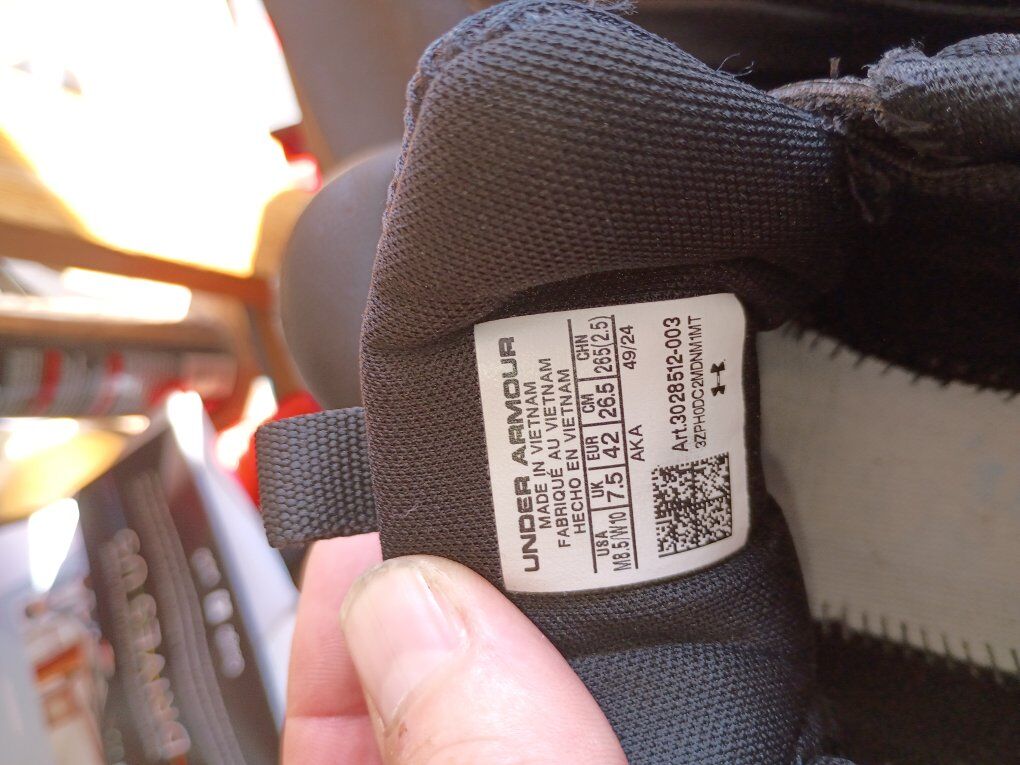 UNDER ARMOUR
MADE IN VIETNAM
FABRIQUÉ AU VIETNAM
HECHO EN VIETNAM
USA UK EUR CM CHN
M8.5/W10 7.5 42 26.5 265(2.5)
AKA 49/24
Art.3028512-003
3ZPH0DC2MDNM1MT